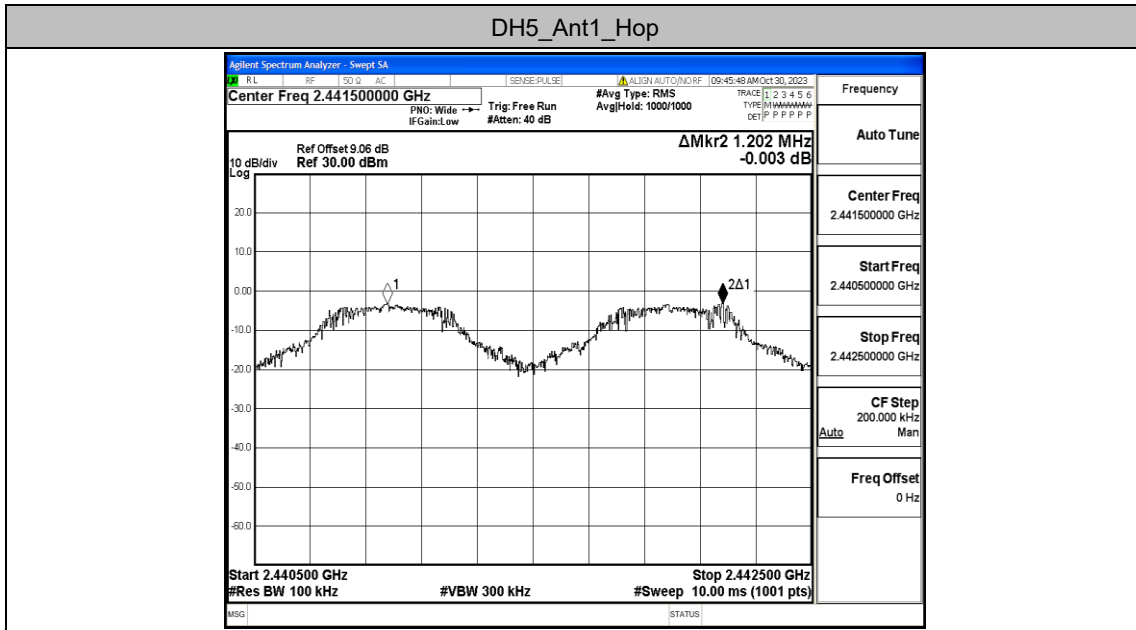 DH5_Ant1_Hop
Agilent Spectrum Analyzer - Swept SA
RL RF 50 Ω AC SENSE:PULSE ALIGN AUTO/NO RF 09:45:48 AM Oct 30, 2023
Center Freq 2.441500000 GHz
PNO: Wide
IFGain:Low
Trig: Free Run
#Atten: 40 dB
#Avg Type: RMS
Avg|Hold: 1000/1000
TRACE 1 2 3 4 5 6
TYPE M
DET P P P P P P
Ref Offset 9.06 dB
10 dB/div Ref 30.00 dBm
Log
ΔMkr2 1.202 MHz
-0.003 dB
20.0
10.0
0.00
-10.0
-20.0
-30.0
-40.0
-50.0
-60.0
1
2Δ1
Start 2.440500 GHz Stop 2.442500 GHz
#Res BW 100 kHz #VBW 300 kHz #Sweep 10.00 ms (1001 pts)
MSG STATUS
Frequency
Auto Tune
Center Freq
2.441500000 GHz
Start Freq
2.440500000 GHz
Stop Freq
2.442500000 GHz
CF Step
200.000 kHz
Auto Man
Freq Offset
0 Hz